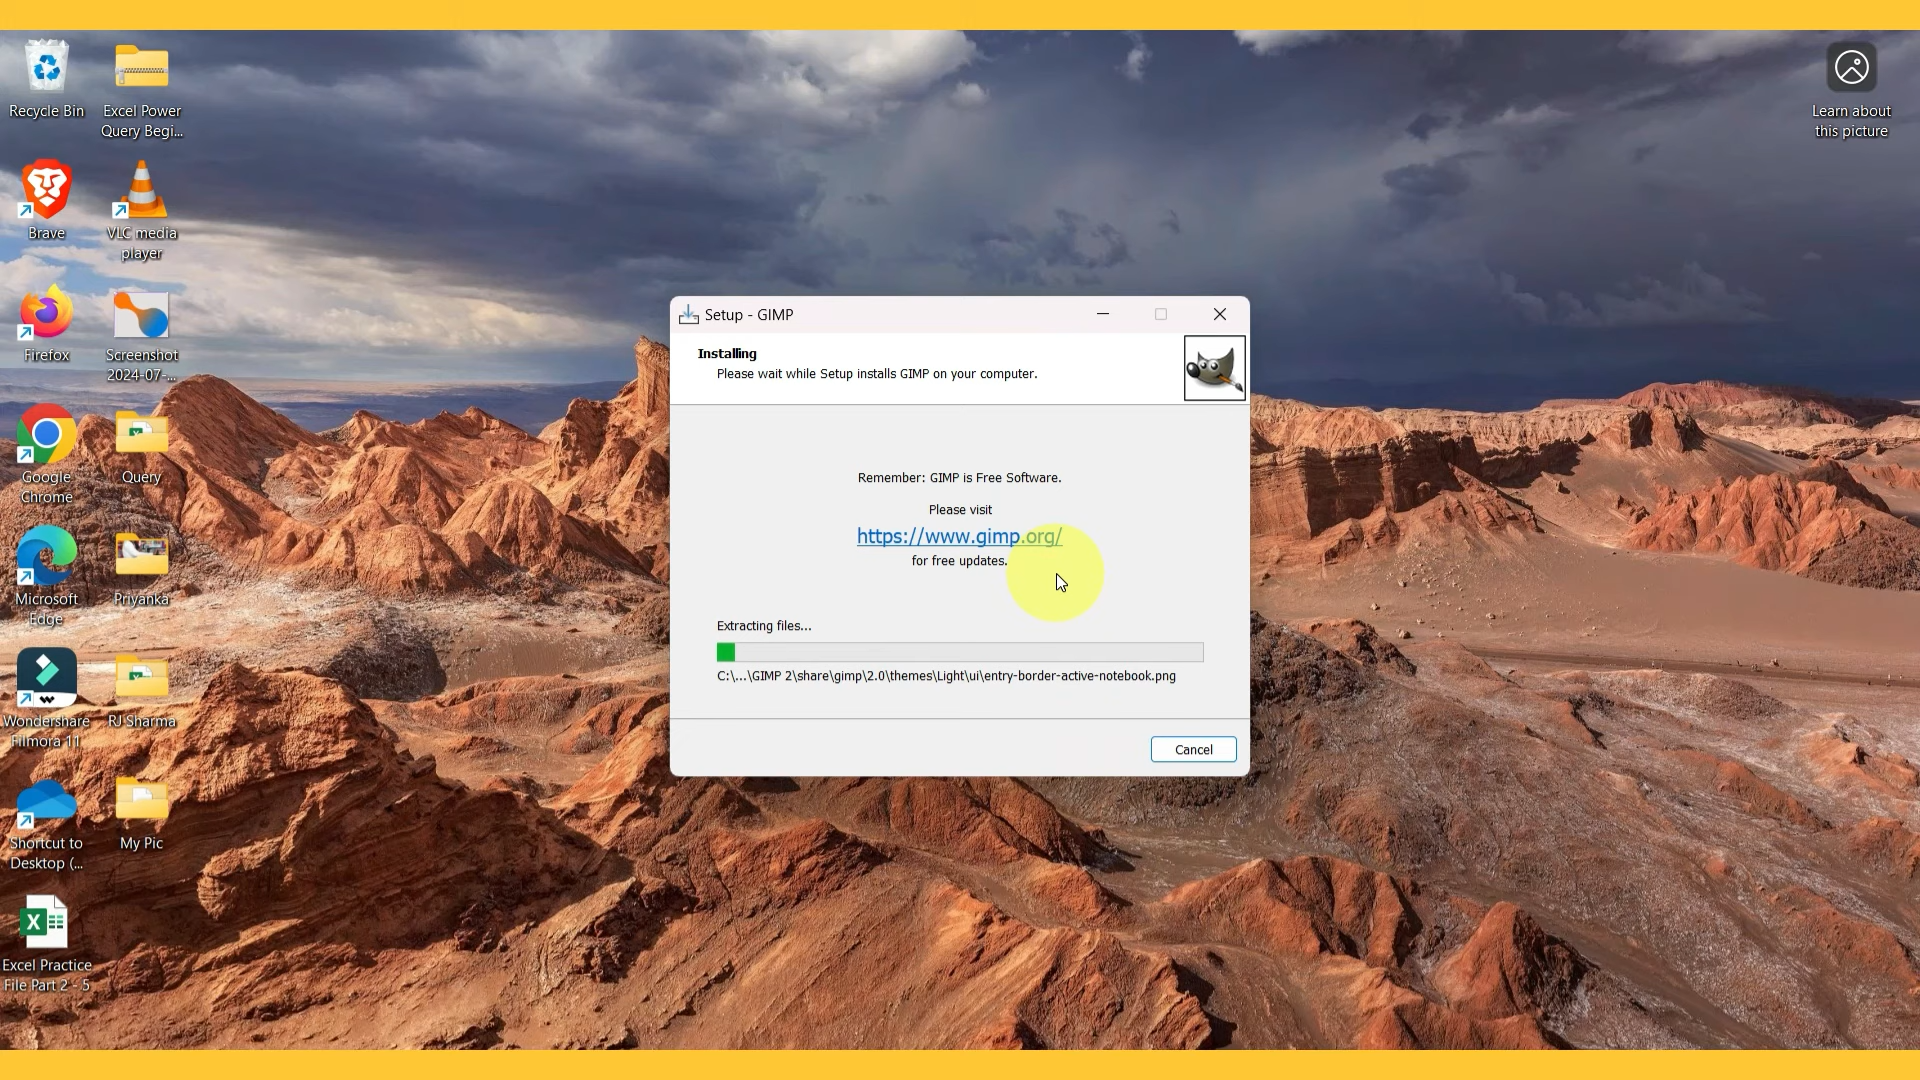 Recycle Bin
Excel Power
Query Begi...
Learn about
this picture
Brave
VLC media
player
Firefox
Screenshot
2024-07-...
Google
Chrome
Query
Microsoft
Edge
Priyanka
Wondershare
Filmora 11
RJ Sharma
Shortcut to
Desktop (...
My Pic
Excel Practice
File Part 2 - 5
Setup - GIMP
Installing
Please wait while Setup installs GIMP on your computer.
Remember: GIMP is Free Software.
Please visit
https://www.gimp.org/
for free updates.
Extracting files...
C:\...\GIMP 2\share\gimp\2.0\themes\Light\ui\entry-border-active-notebook.png
Cancel